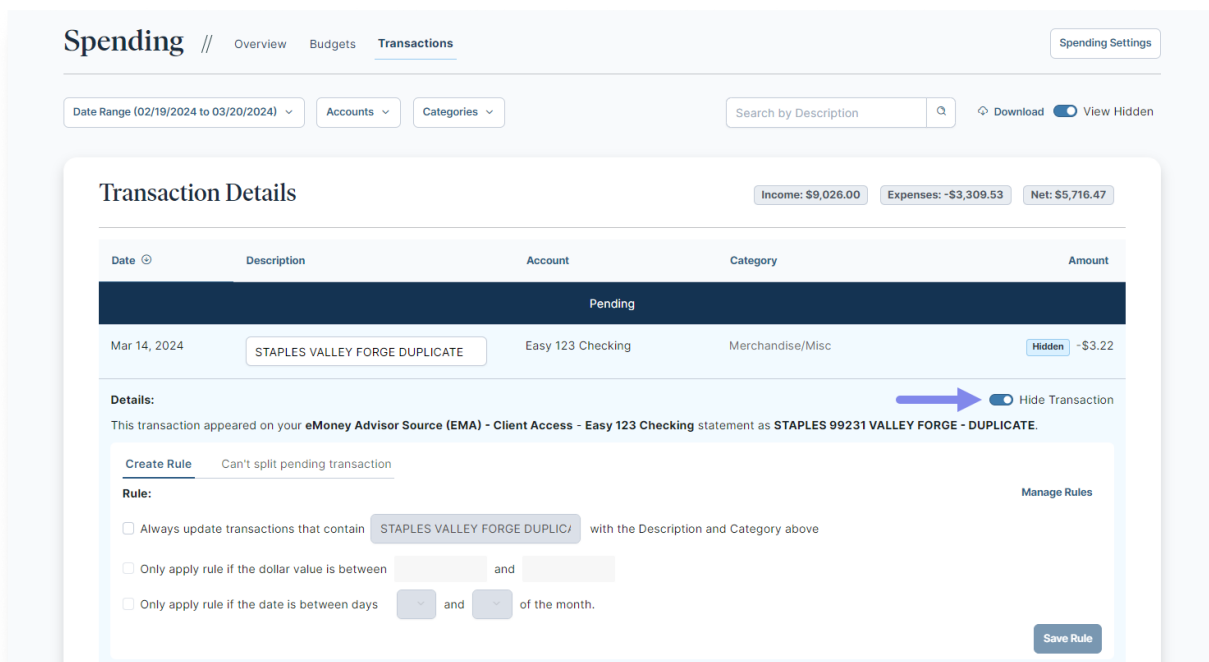 Spending // Overview Budgets Transactions Spending Settings
Date Range (02/19/2024 to 03/20/2024) Accounts Categories Search by Description Download View Hidden
Transaction Details Income: $9,026.00 Expenses: -$3,309.53 Net: $5,716.47
Date Description Account Category Amount
Pending
Mar 14, 2024 STAPLES VALLEY FORGE DUPLICATE Easy 123 Checking Merchandise/Misc Hidden -$3.22
Details: Hide Transaction
This transaction appeared on your eMoney Advisor Source (EMA) - Client Access - Easy 123 Checking statement as STAPLES 99231 VALLEY FORGE - DUPLICATE.
Create Rule Can't split pending transaction
Rule: Manage Rules
Always update transactions that contain STAPLES VALLEY FORGE DUPLIC with the Description and Category above
Only apply rule if the dollar value is between and
Only apply rule if the date is between days and of the month.
Save Rule